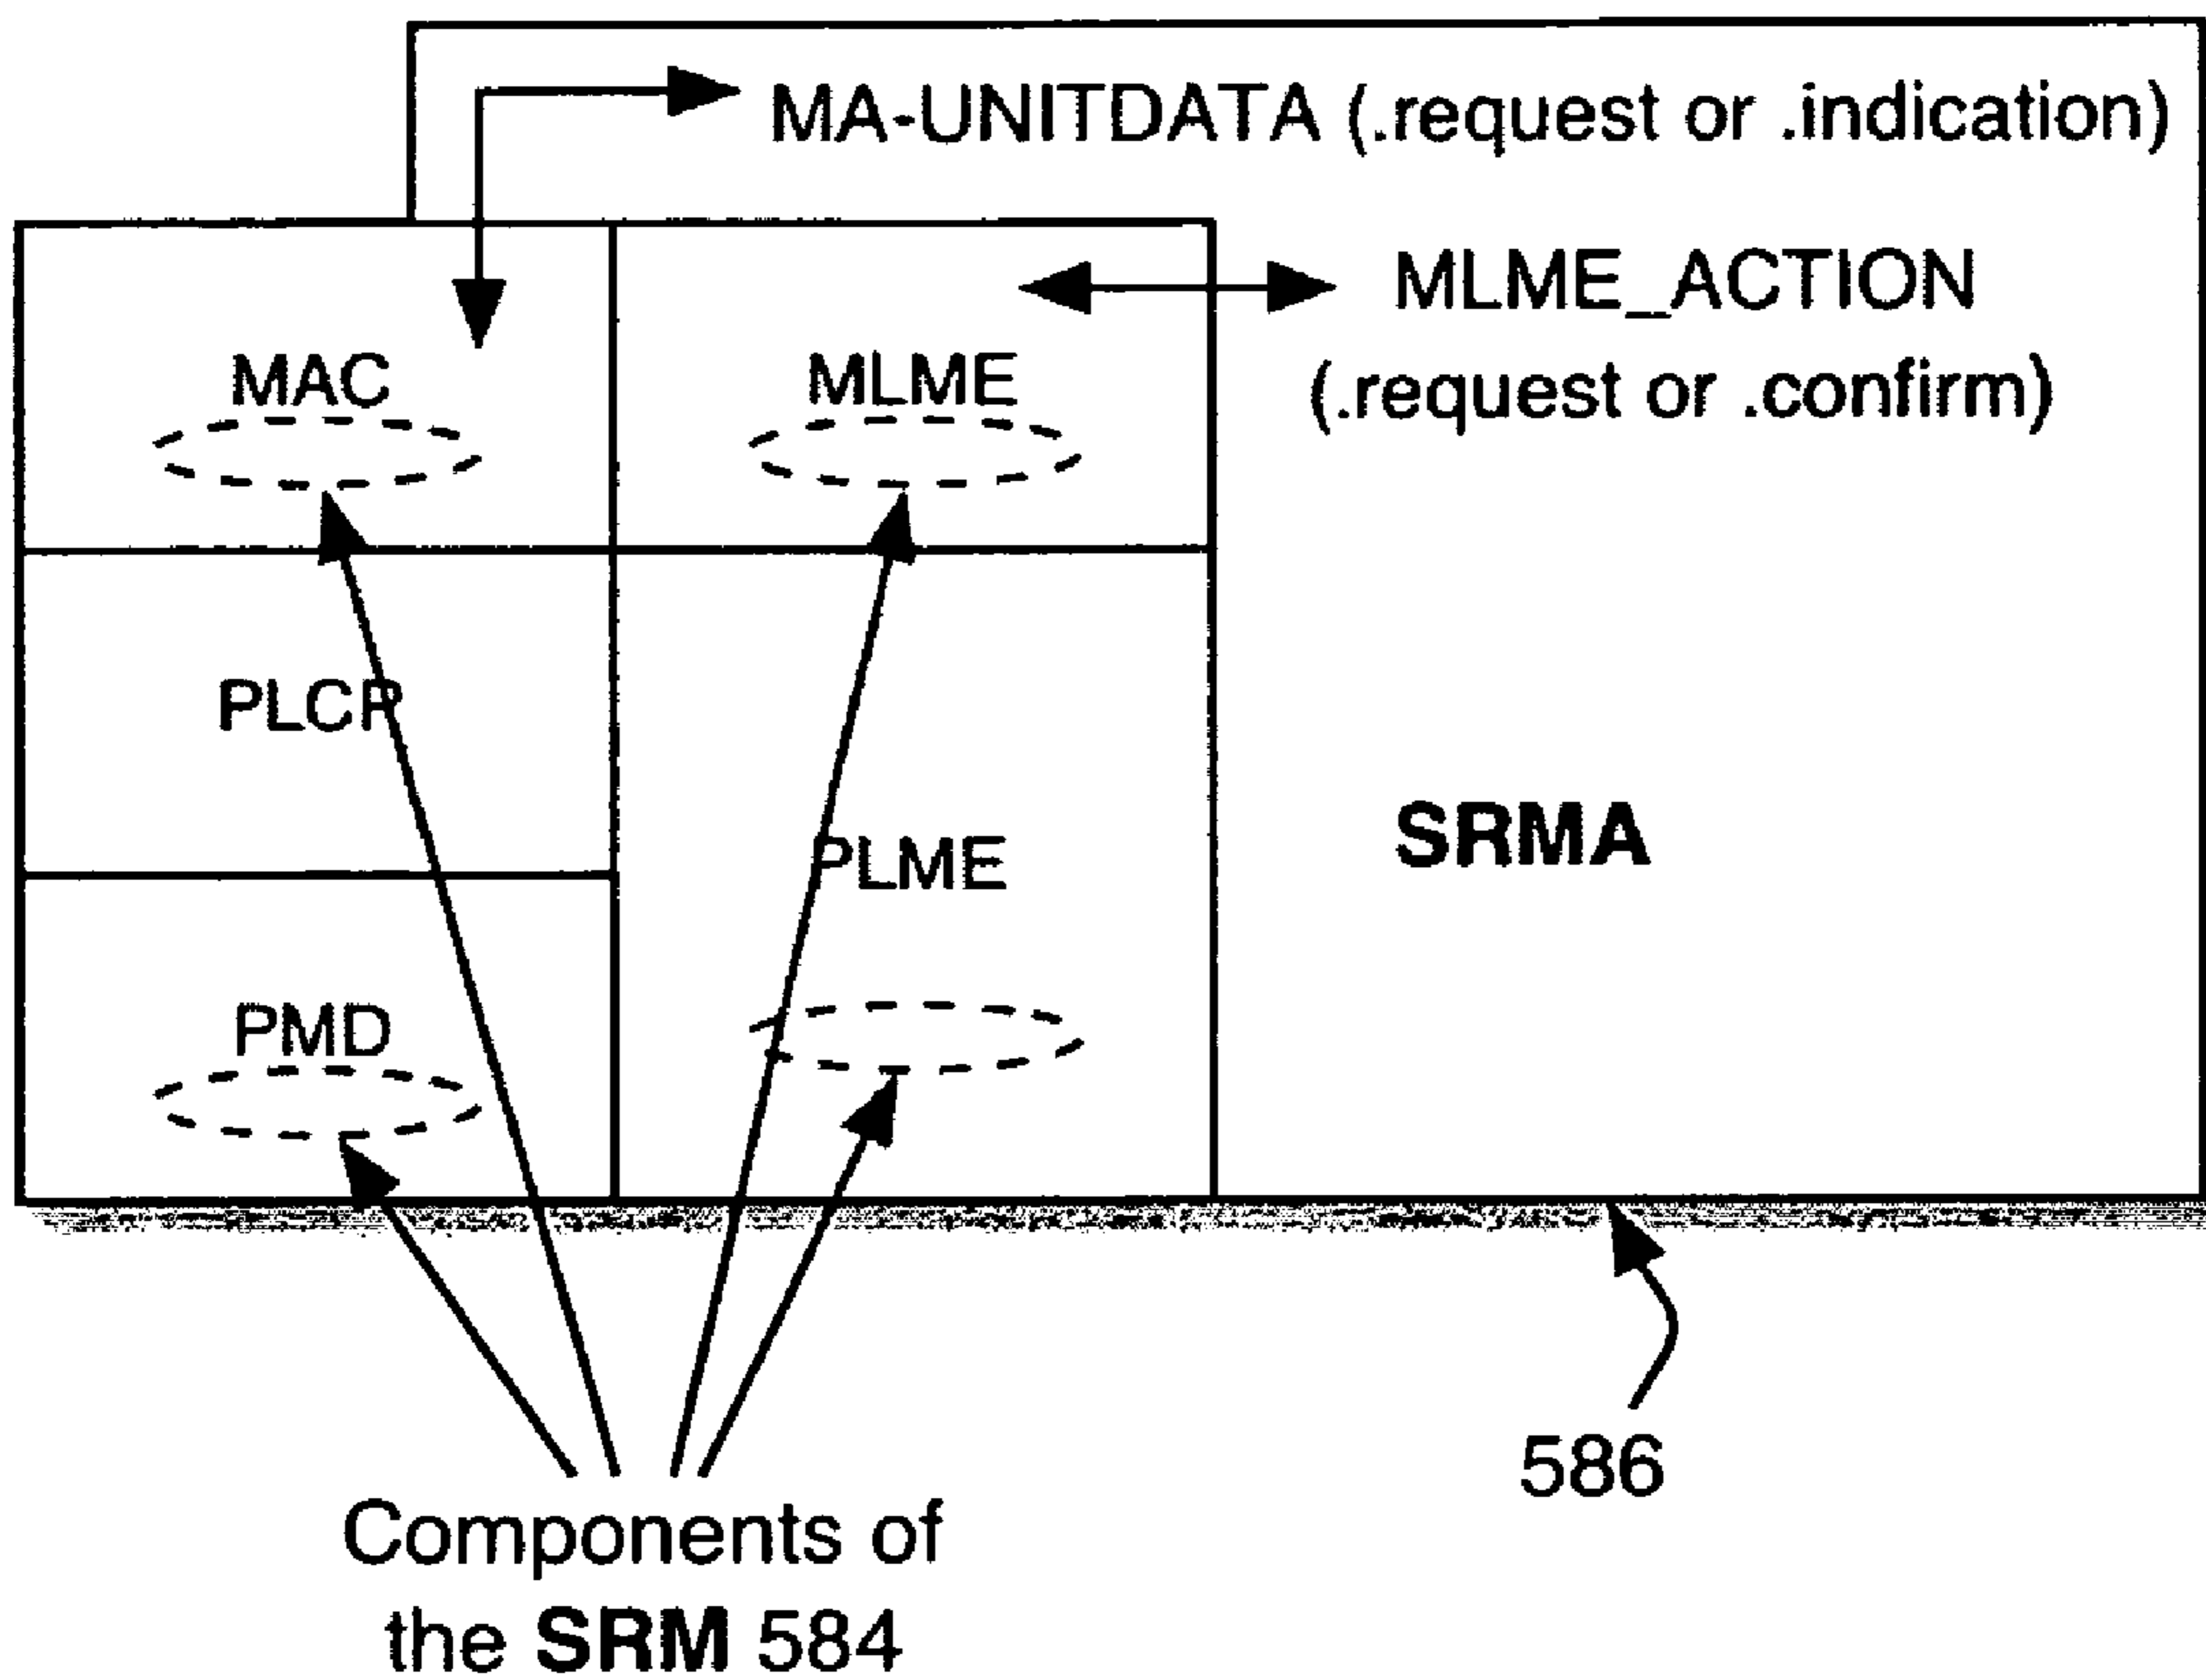 MA-UNITDATA (.request or .indication)
MLME_ACTION
(.request or .confirm)
MAC
MLME
PLCP
PLME
SRMA
PMD
586
Components of
the SRM 584